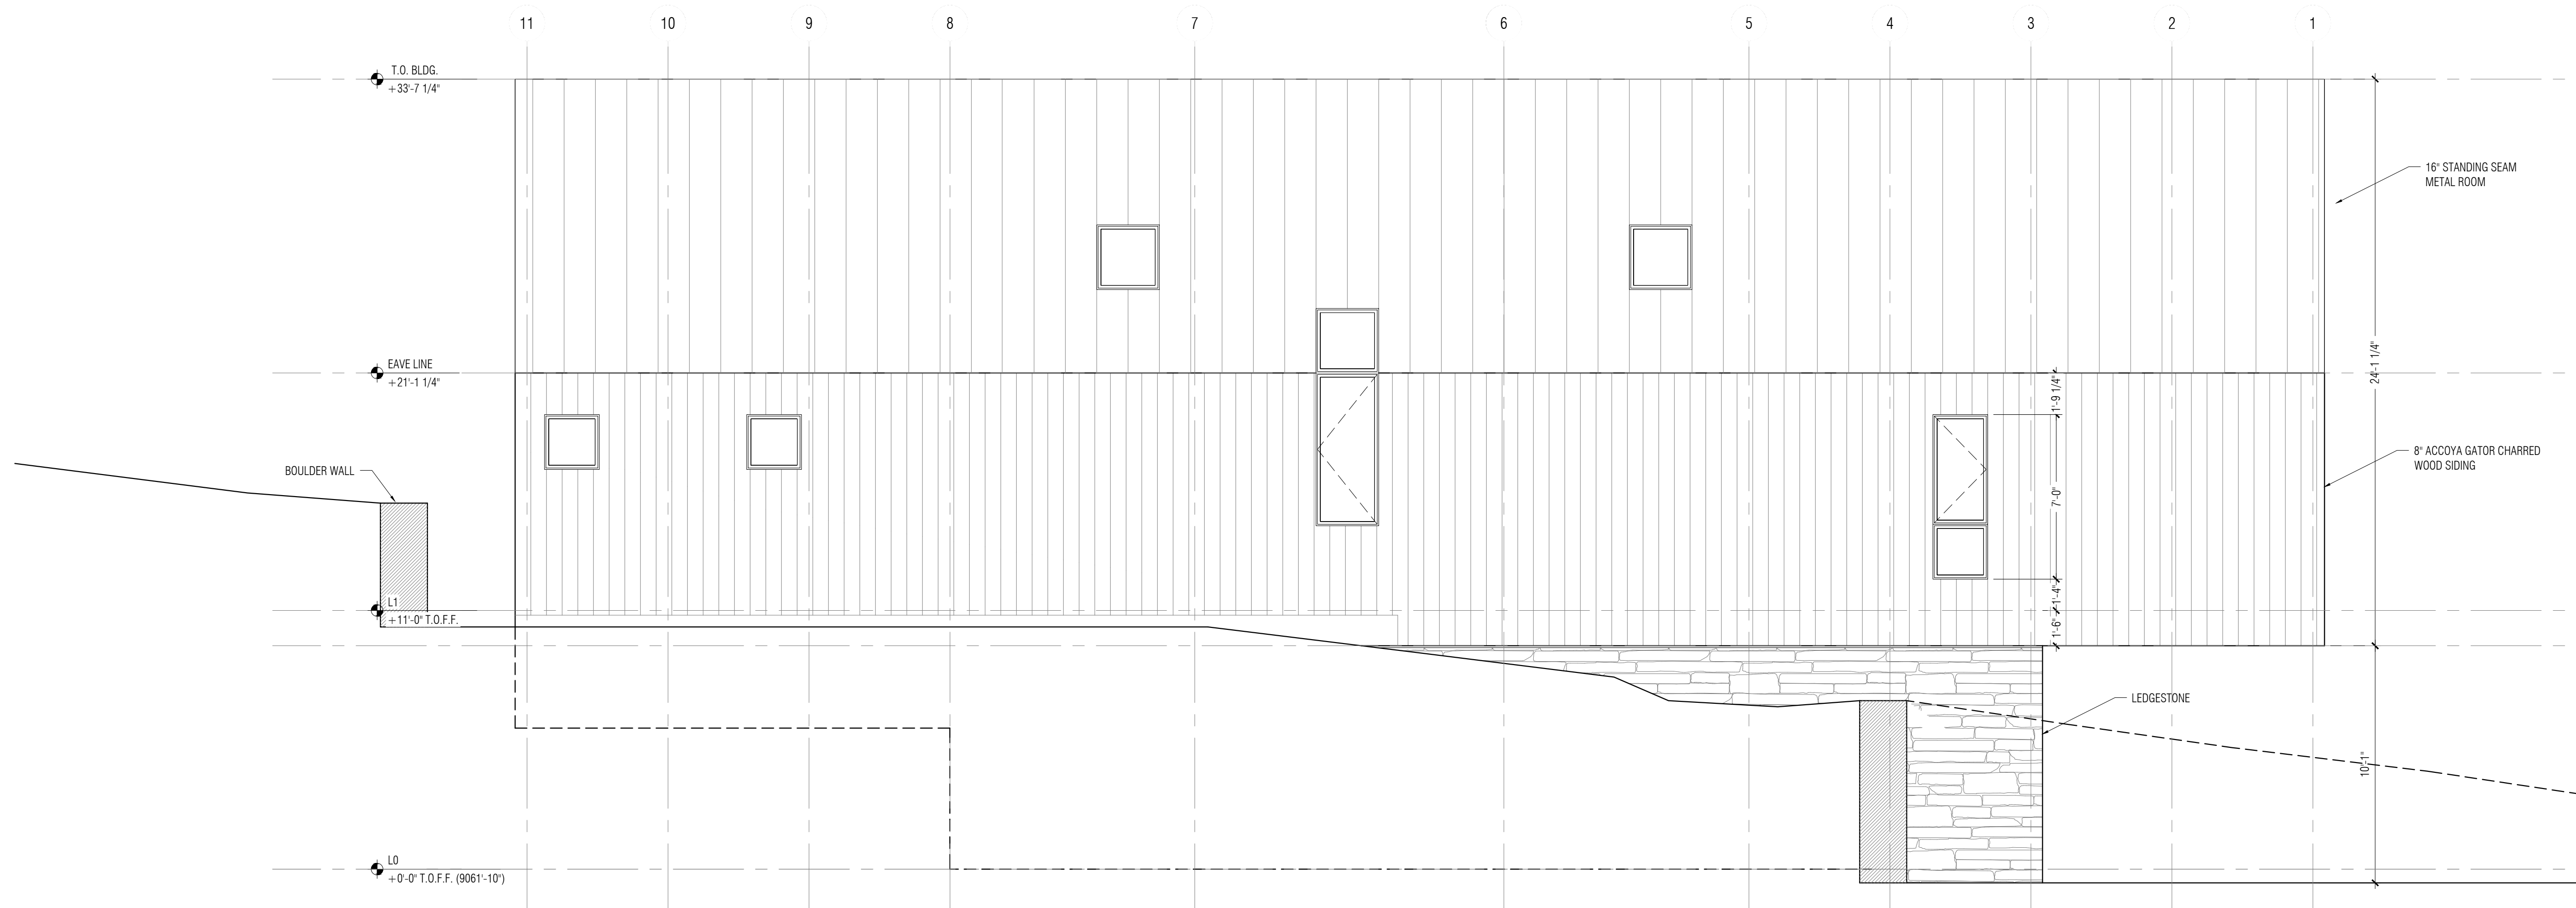 11 10 9 8 7 6 5 4 3 2 1
T.O. BLDG.
+33'-7 1/4"
16" STANDING SEAM
METAL ROOM
EAVE LINE
+21'-1 1/4"
24'-1 1/4"
1'-9 1/4"
8" ACCOYA GATOR CHARRED
WOOD SIDING
BOULDER WALL
7'-0"
1'-4"
L1
+11'-0" T.O.F.F.
1'-6"
LEDGESTONE
10'-1"
L0
+0'-0" T.O.F.F. (9061'-10")